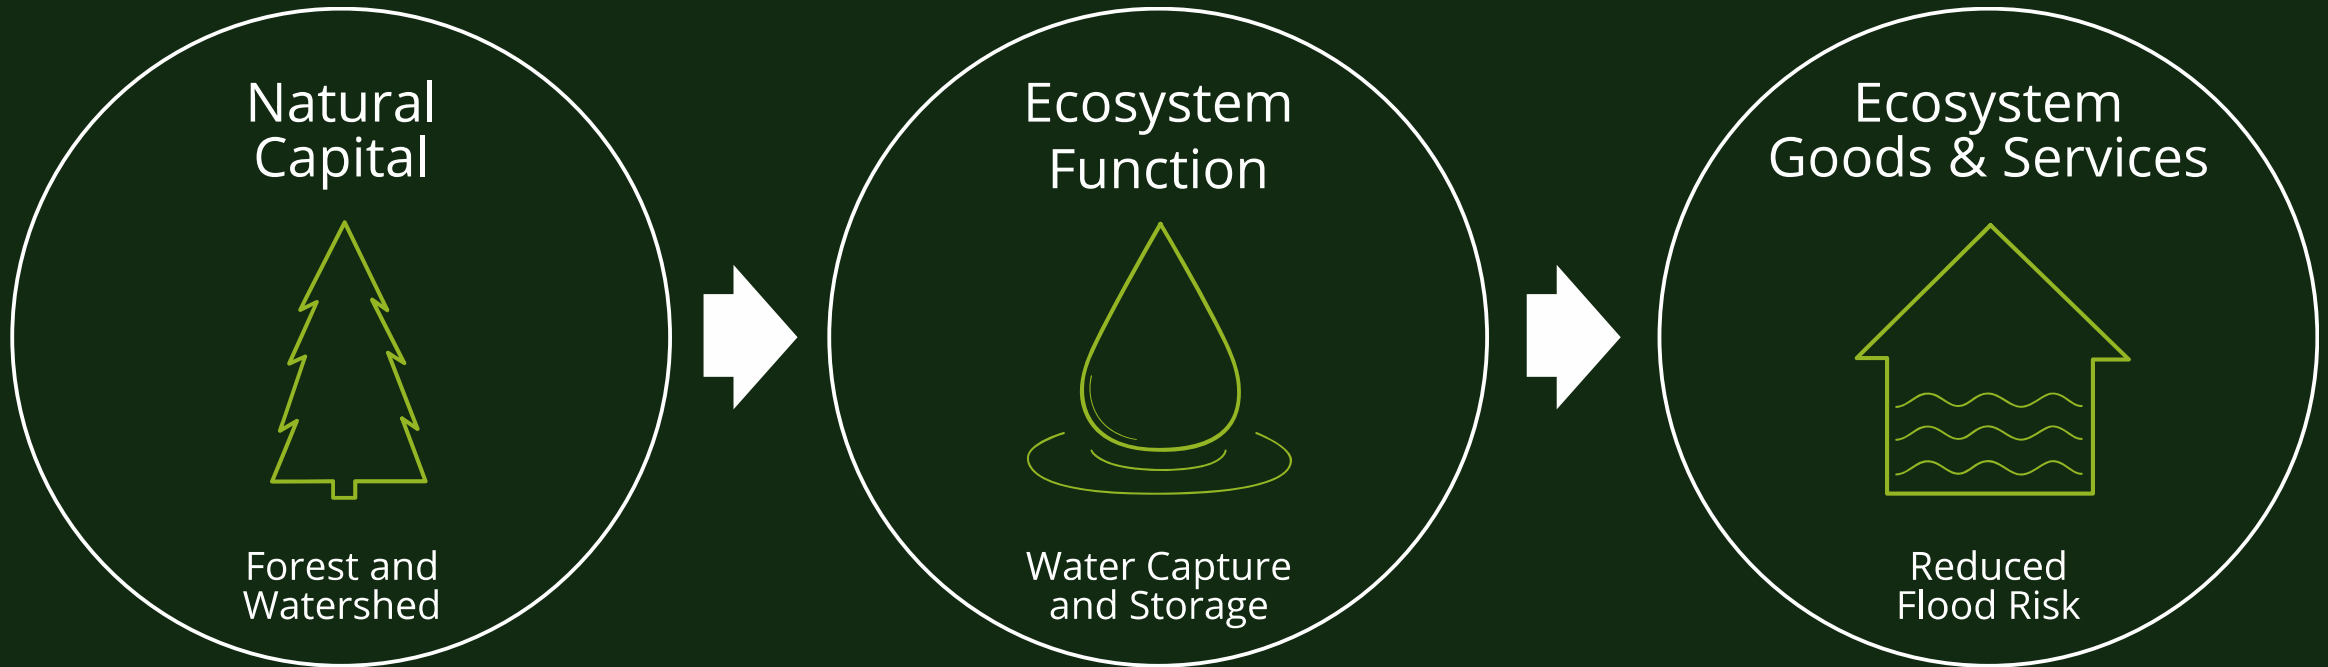 Natural
Capital
Forest and
Watershed
Ecosystem
Function
Water Capture
and Storage
Ecosystem
Goods & Services
Reduced
Flood Risk